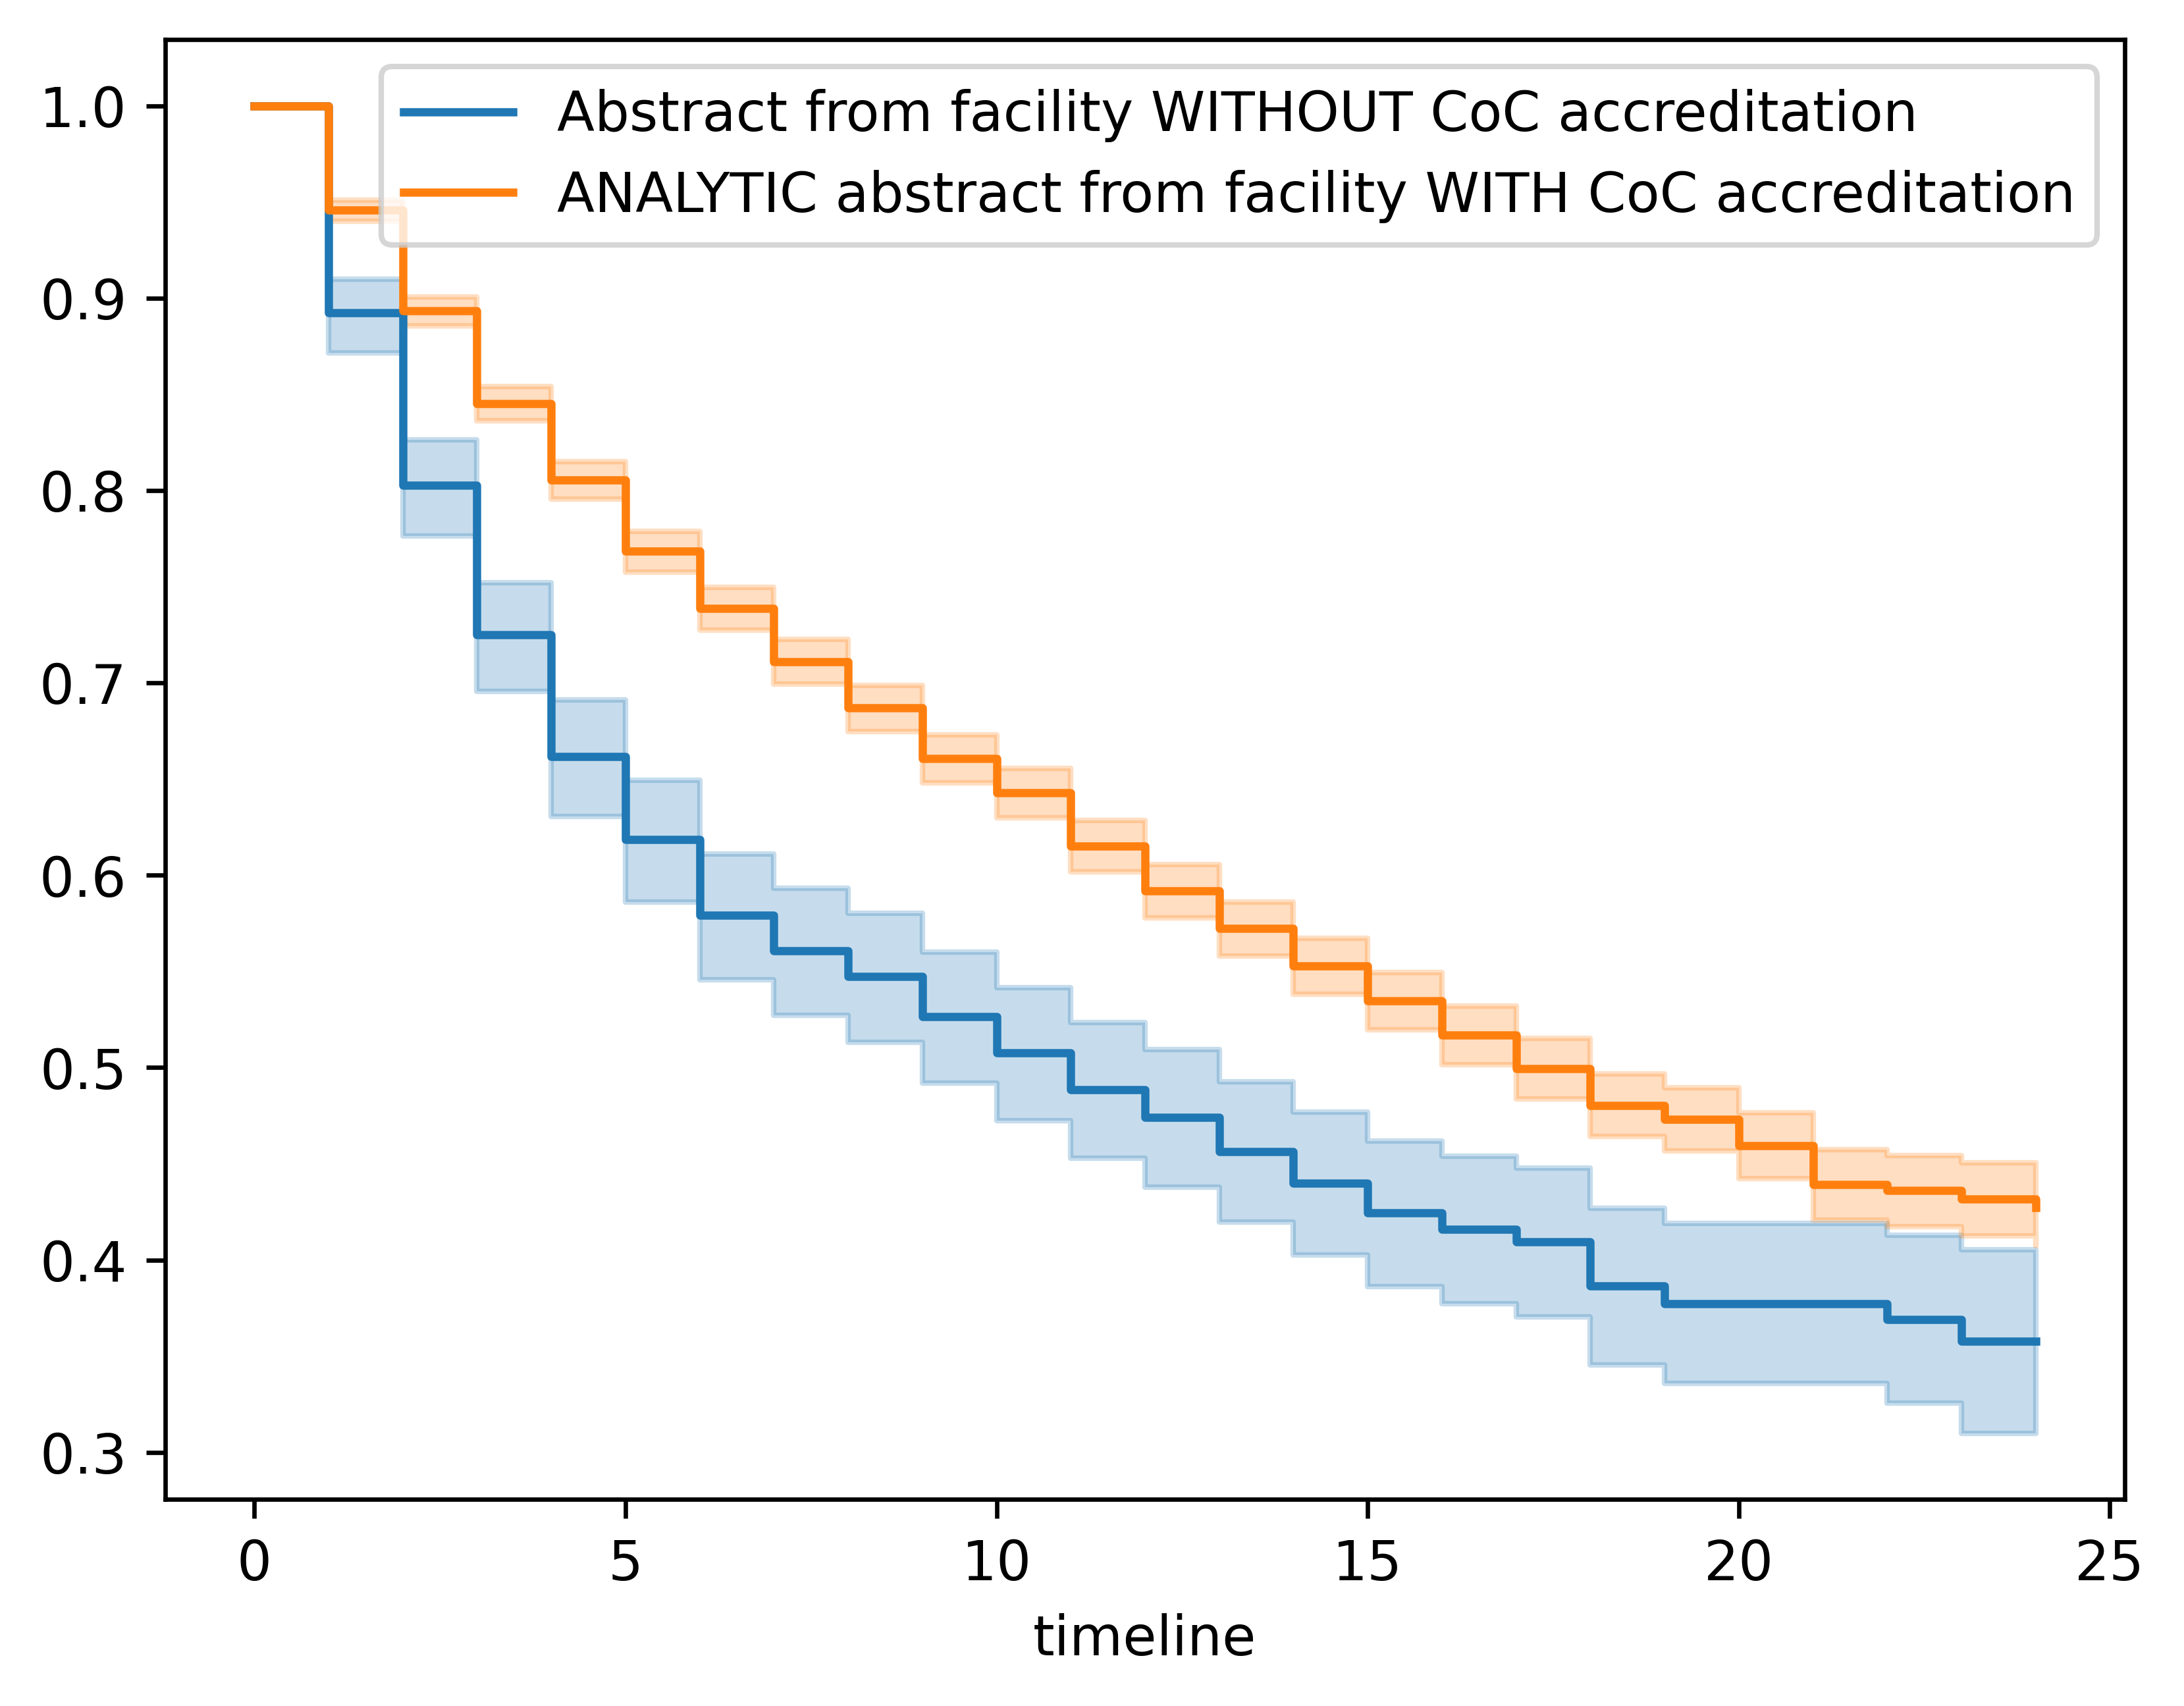 Abstract from facility WITHOUT CoC accreditation
ANALYTIC abstract from facility WITH CoC accreditation
1.0
0.9
0.8
0.7
0.6
0.5
0.4
0.3
0 5 10 15 20 25
timeline